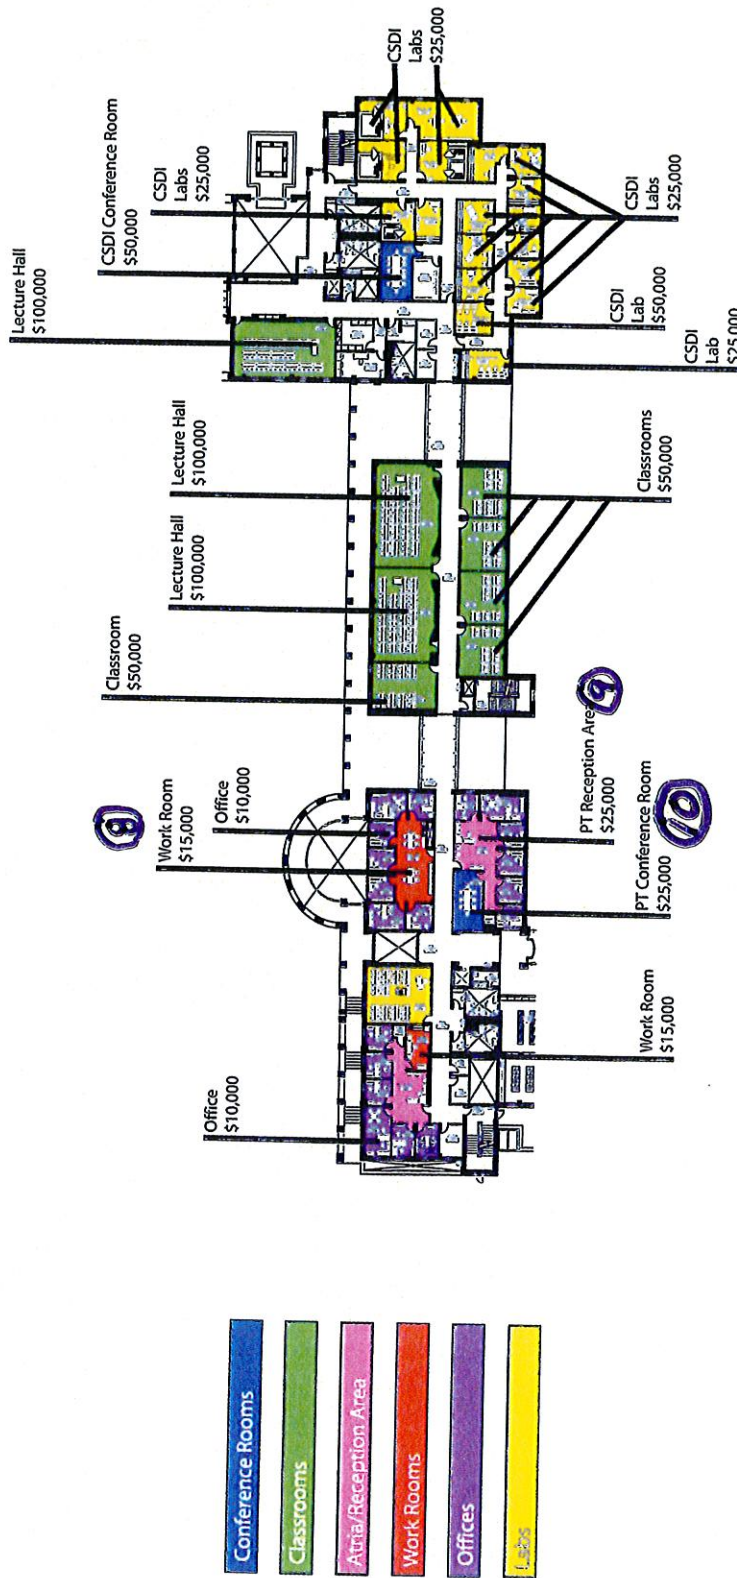 Lecture Hall
$100,000
CSDI Conference Room
$50,000
CSDI
Labs
$25,000
CSDI
Labs
$25,000
Lecture Hall
$100,000
Lecture Hall
$100,000
Classroom
$50,000
8
Work Room
$15,000
Office
$10,000
Office
$10,000
CSDI
Labs
$25,000
CSDI
Lab
$50,000
CSDI
Lab
$25,000
Classrooms
$50,000
9
PT Reception Area
$25,000
10
PT Conference Room
$25,000
Work Room
$15,000
Conference Rooms
Classrooms
Atria/Reception Area
Work Rooms
Offices
Labs